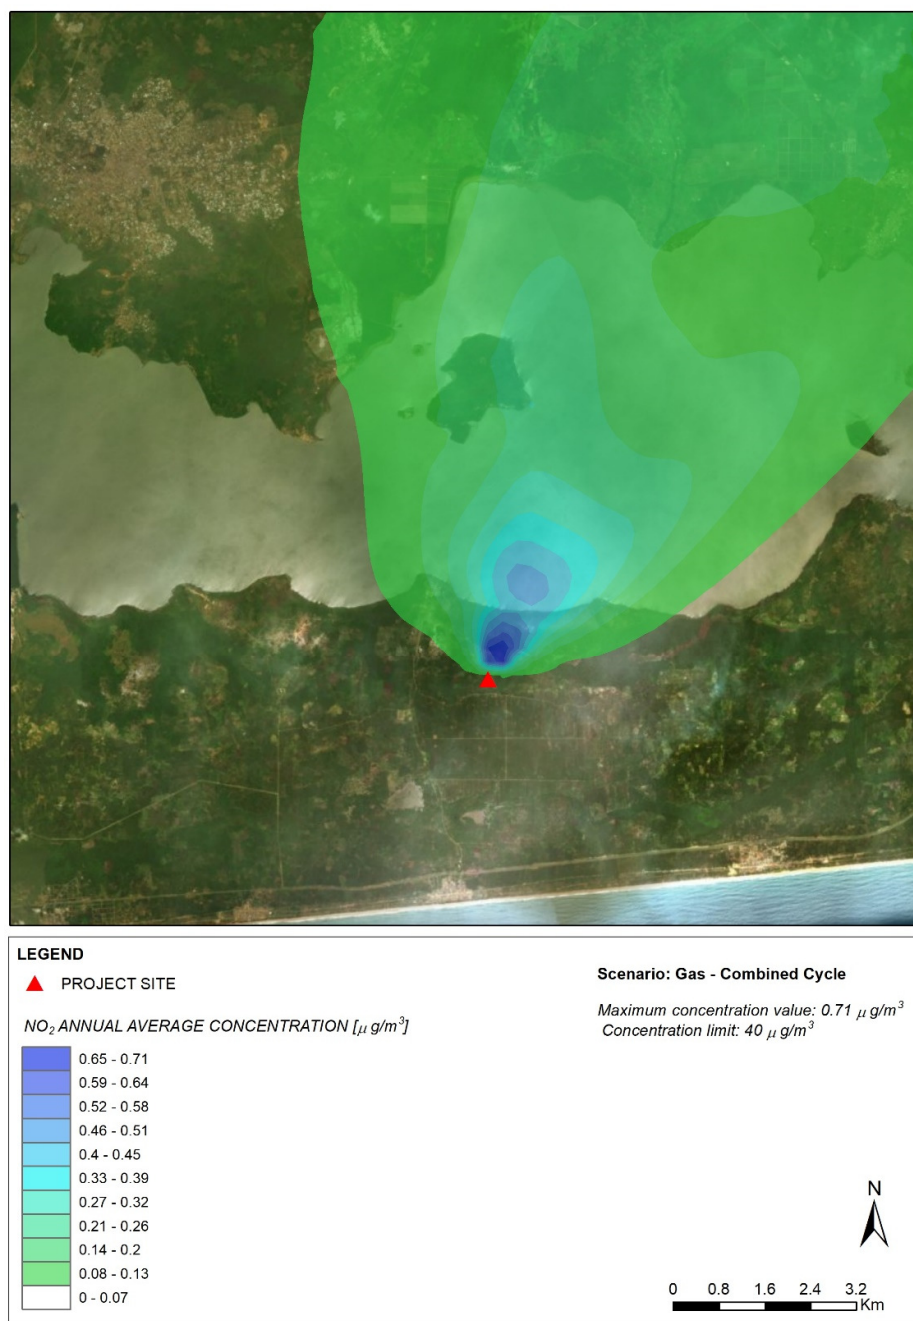 LEGEND
PROJECT SITE
NO₂ ANNUAL AVERAGE CONCENTRATION [μ g/m³]
0.65 - 0.71
0.59 - 0.64
0.52 - 0.58
0.46 - 0.51
0.4 - 0.45
0.33 - 0.39
0.27 - 0.32
0.21 - 0.26
0.14 - 0.2
0.08 - 0.13
0 - 0.07
Scenario: Gas - Combined Cycle
Maximum concentration value: 0.71 μ g/m³
Concentration limit: 40 μ g/m³
N
0 0.8 1.6 2.4 3.2
Km